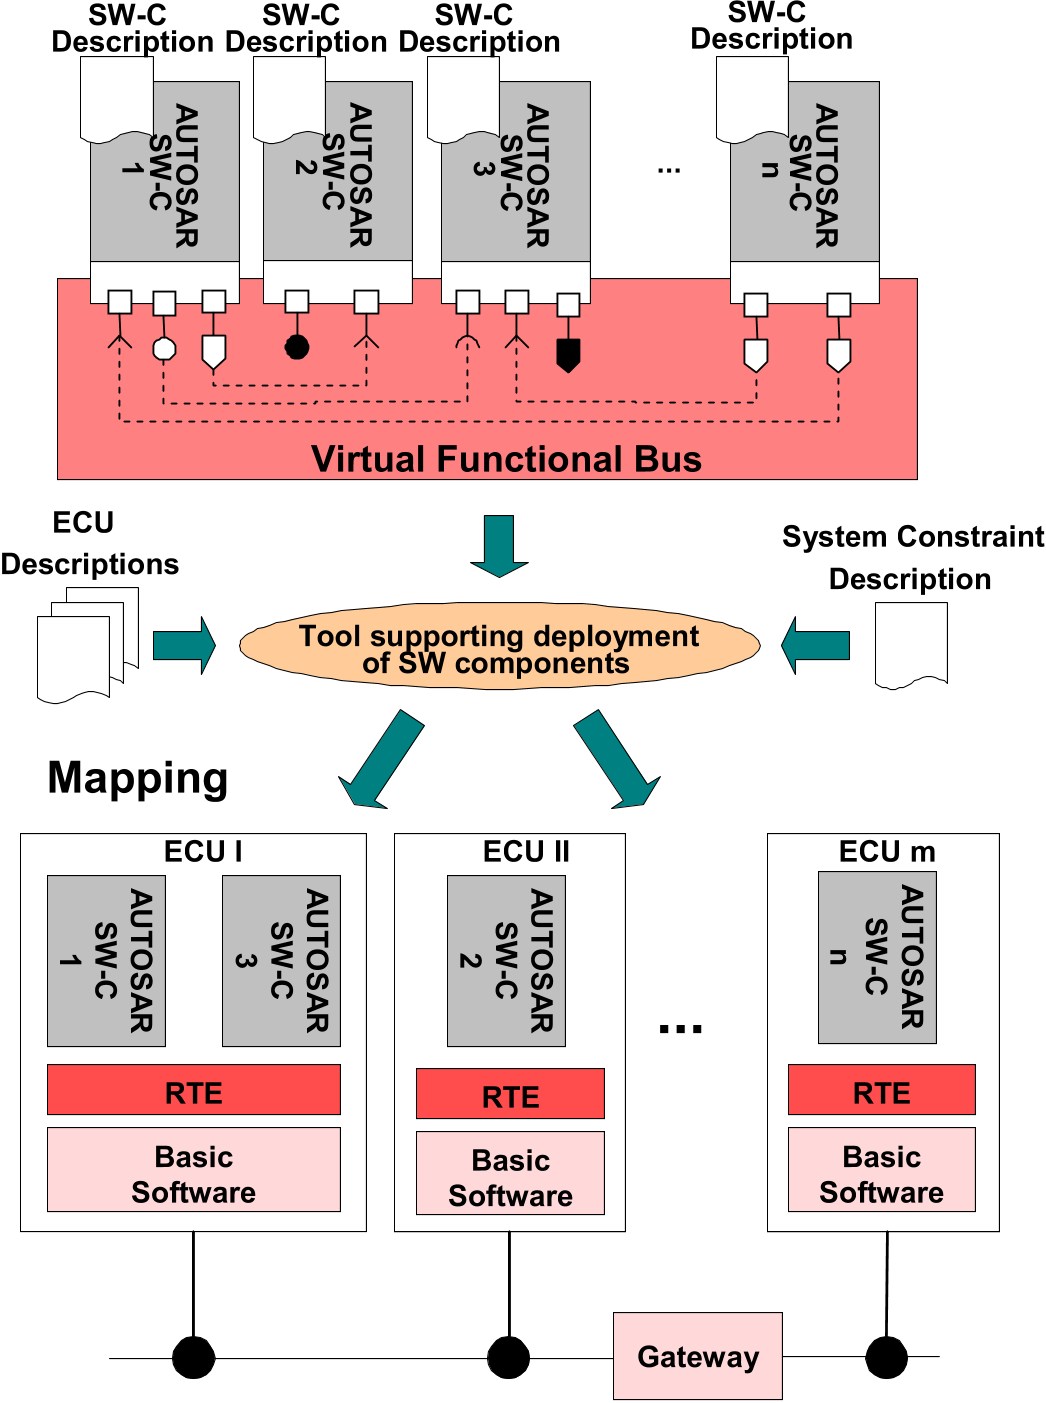 SW-C
Description
SW-C
Description
SW-C
Description
SW-C
Description
AUTOSAR
SW-C
1
AUTOSAR
SW-C
2
AUTOSAR
SW-C
3
...
AUTOSAR
SW-C
n
Virtual Functional Bus
ECU
Descriptions
System Constraint
Description
Tool supporting deployment
of SW components
Mapping
ECU I
AUTOSAR
SW-C
1
AUTOSAR
SW-C
3
RTE
Basic
Software
ECU II
AUTOSAR
SW-C
2
RTE
Basic
Software
...
ECU m
AUTOSAR
SW-C
n
RTE
Basic
Software
Gateway